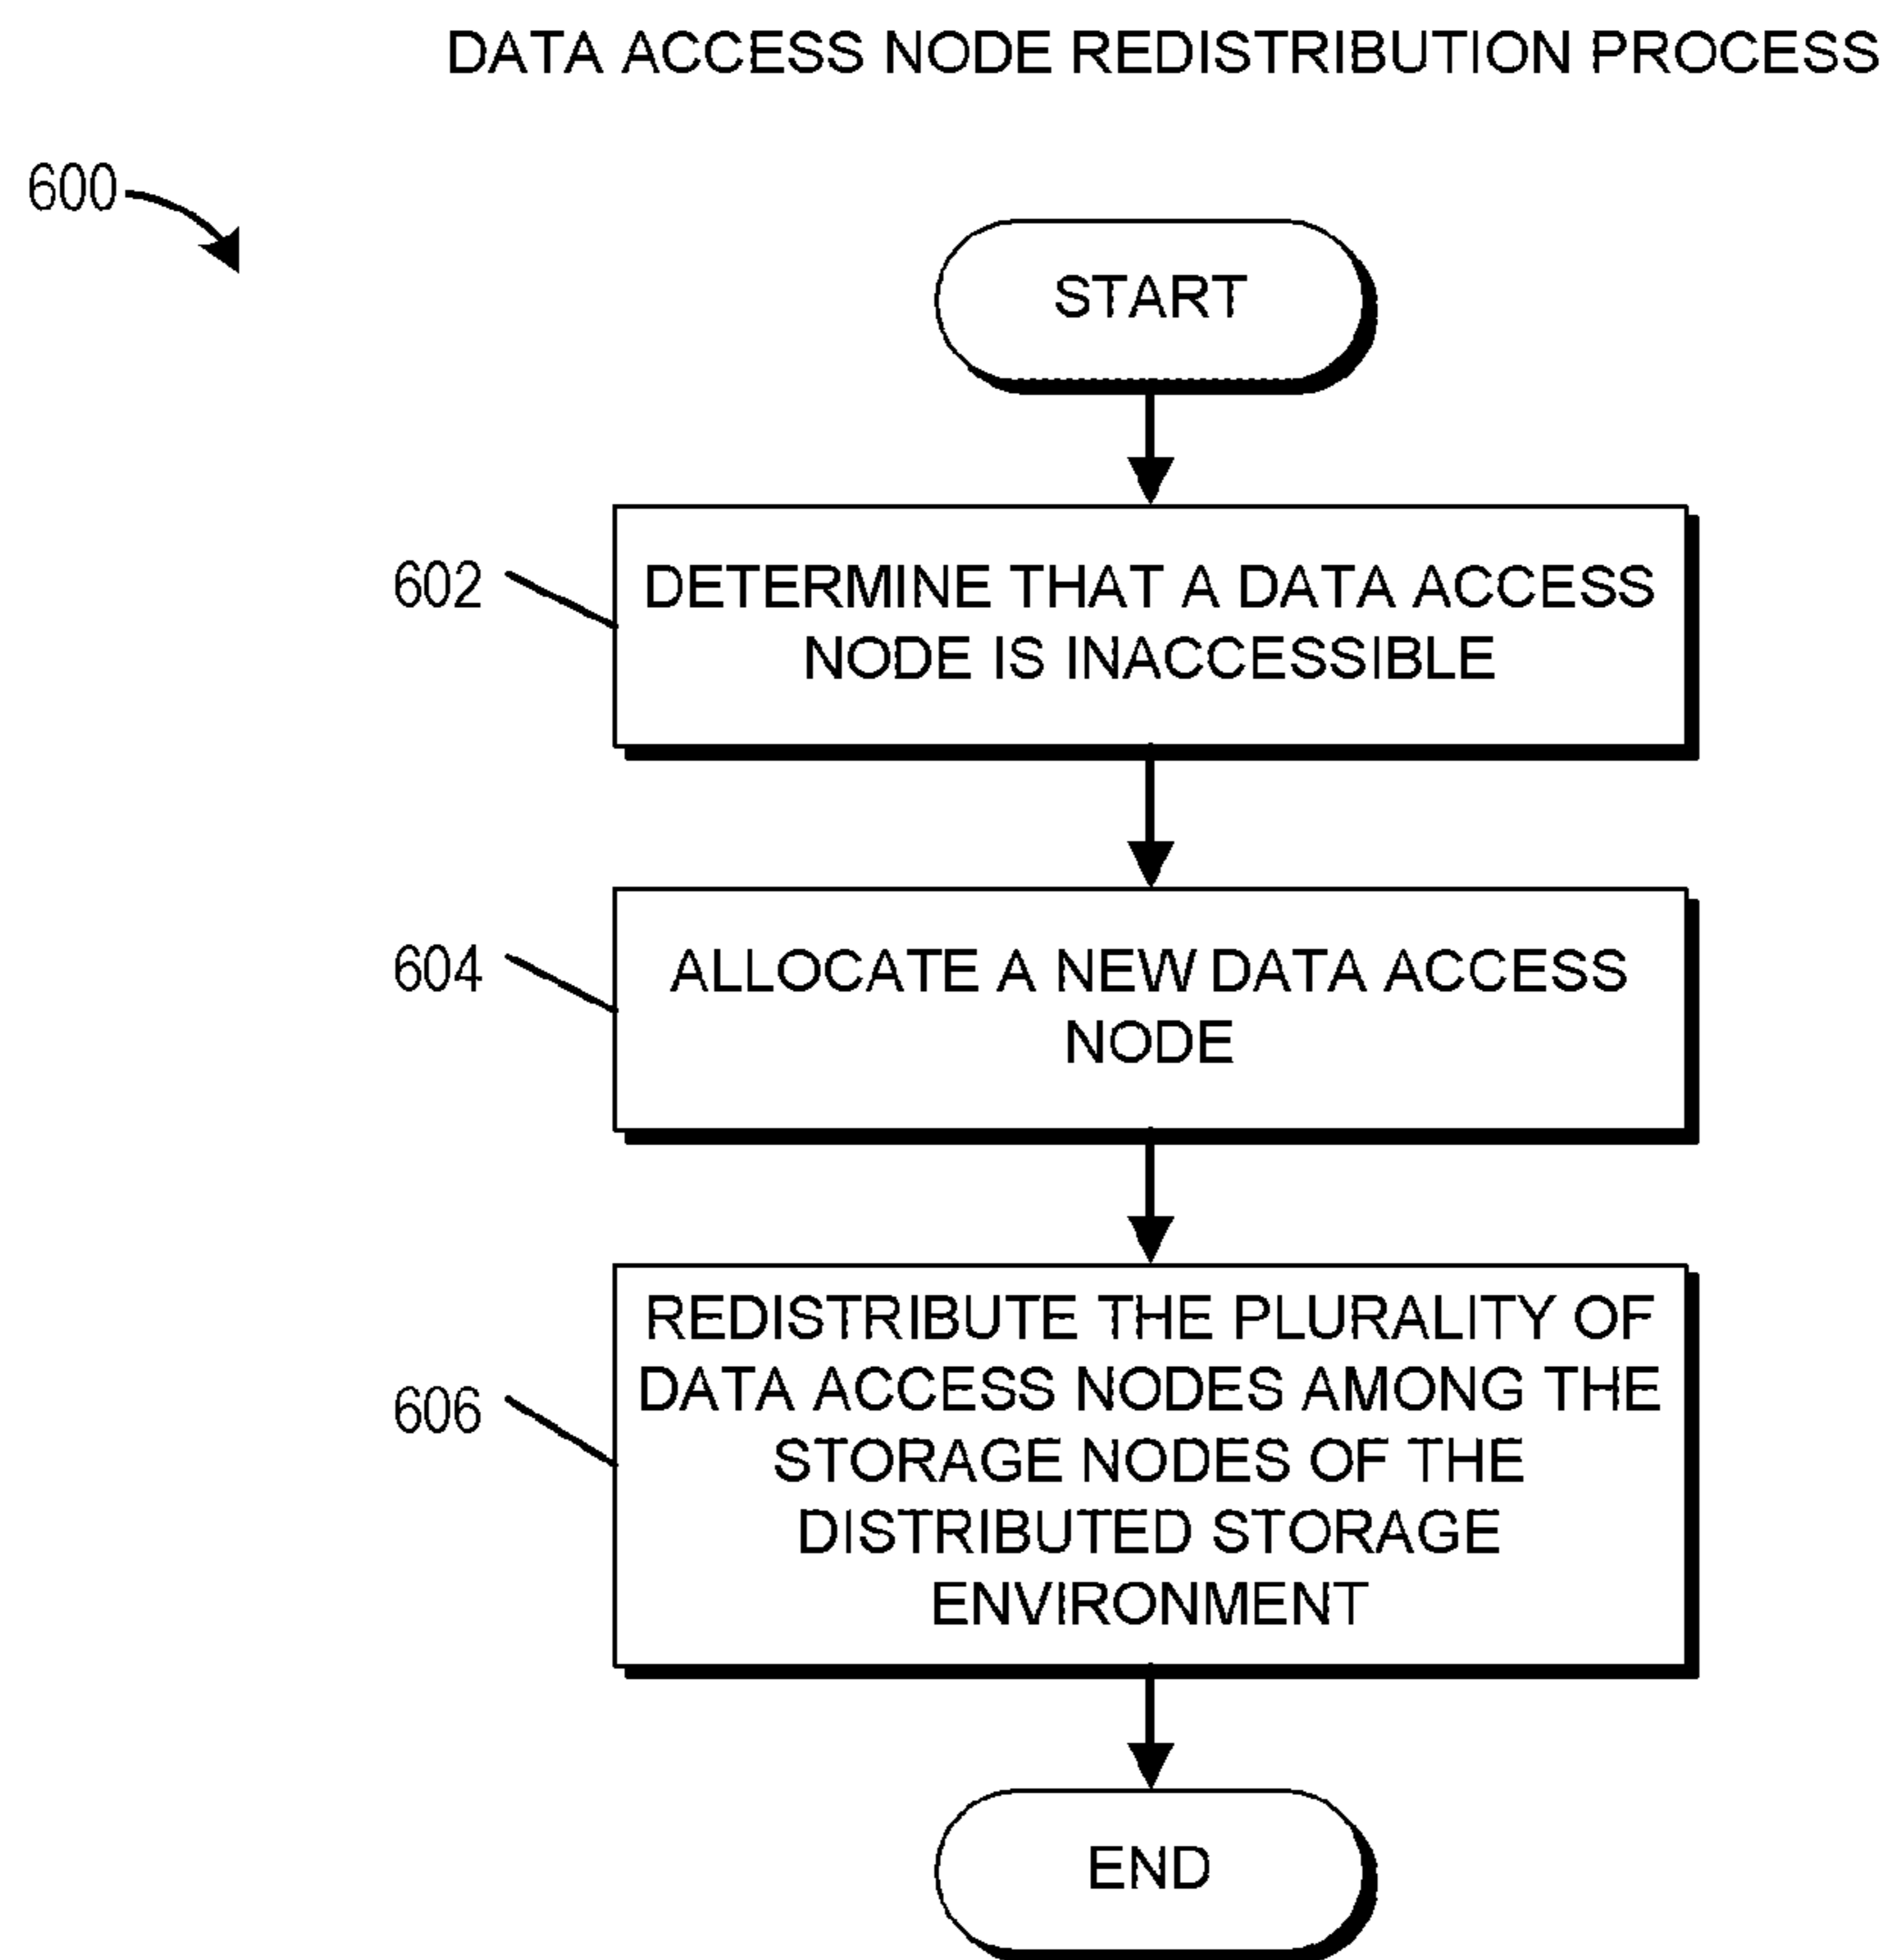 DATA ACCESS NODE REDISTRIBUTION PROCESS
600
START
602
DETERMINE THAT A DATA ACCESS
NODE IS INACCESSIBLE
604
ALLOCATE A NEW DATA ACCESS
NODE
606
REDISTRIBUTE THE PLURALITY OF
DATA ACCESS NODES AMONG THE
STORAGE NODES OF THE
DISTRIBUTED STORAGE
ENVIRONMENT
END